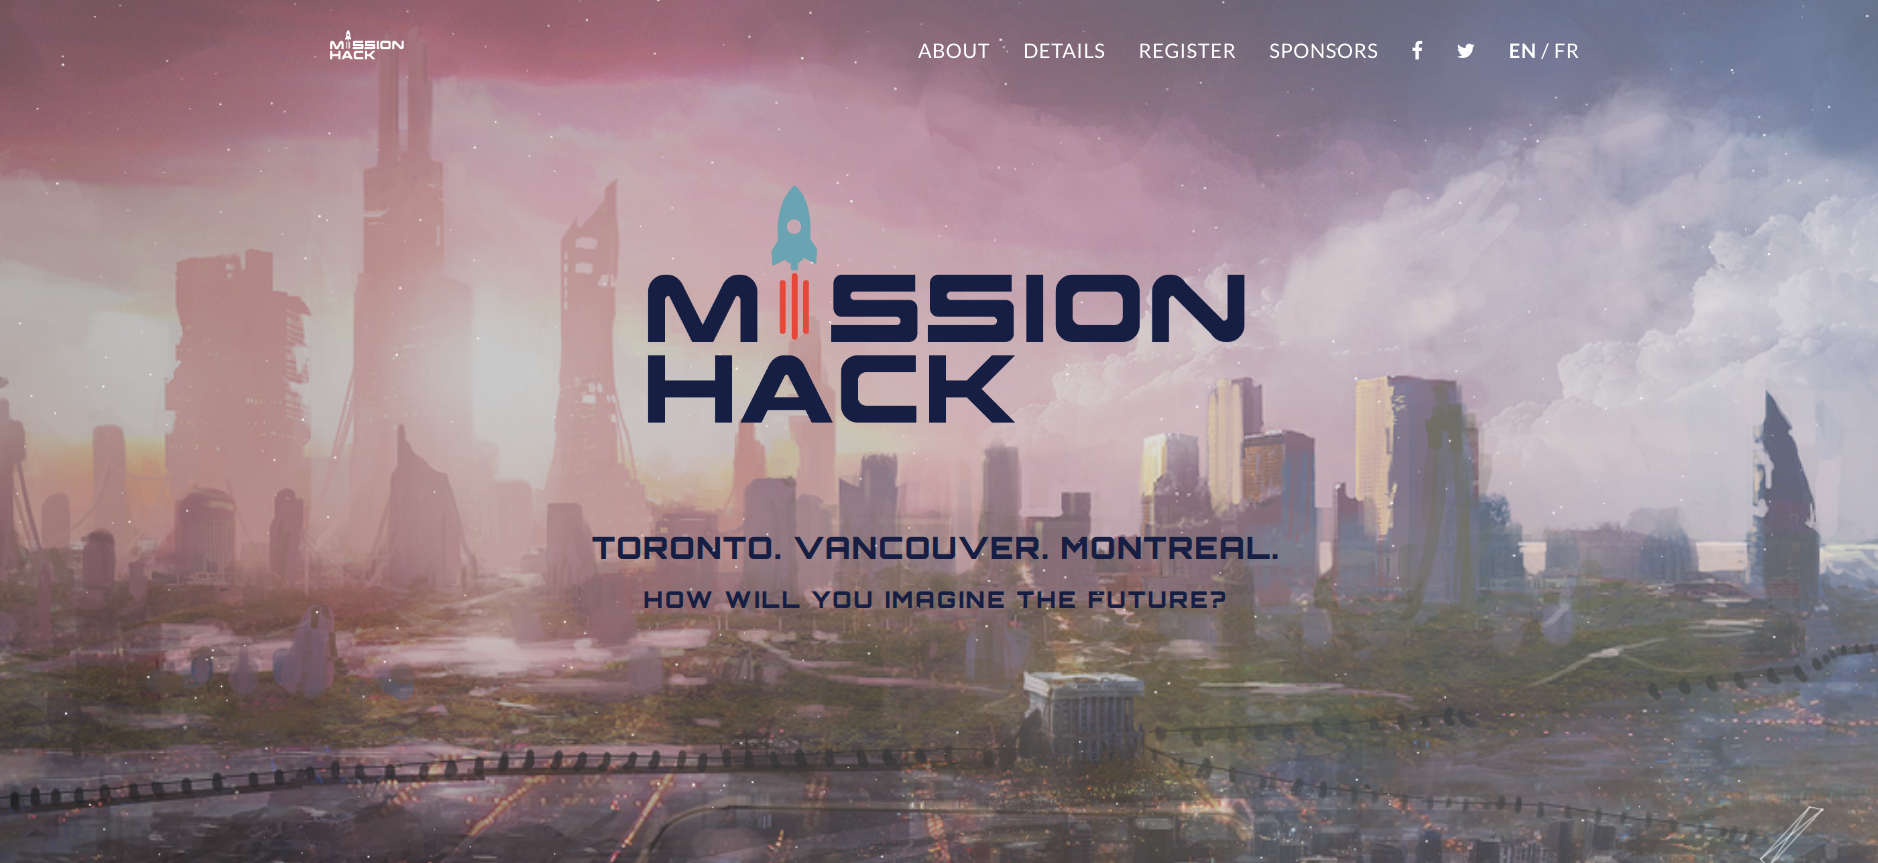 MISSION
HACK
ABOUT DETAILS REGISTER SPONSORS EN / FR
MISSION
HACK
TORONTO. VANCOUVER. MONTREAL.
HOW WILL YOU IMAGINE THE FUTURE?